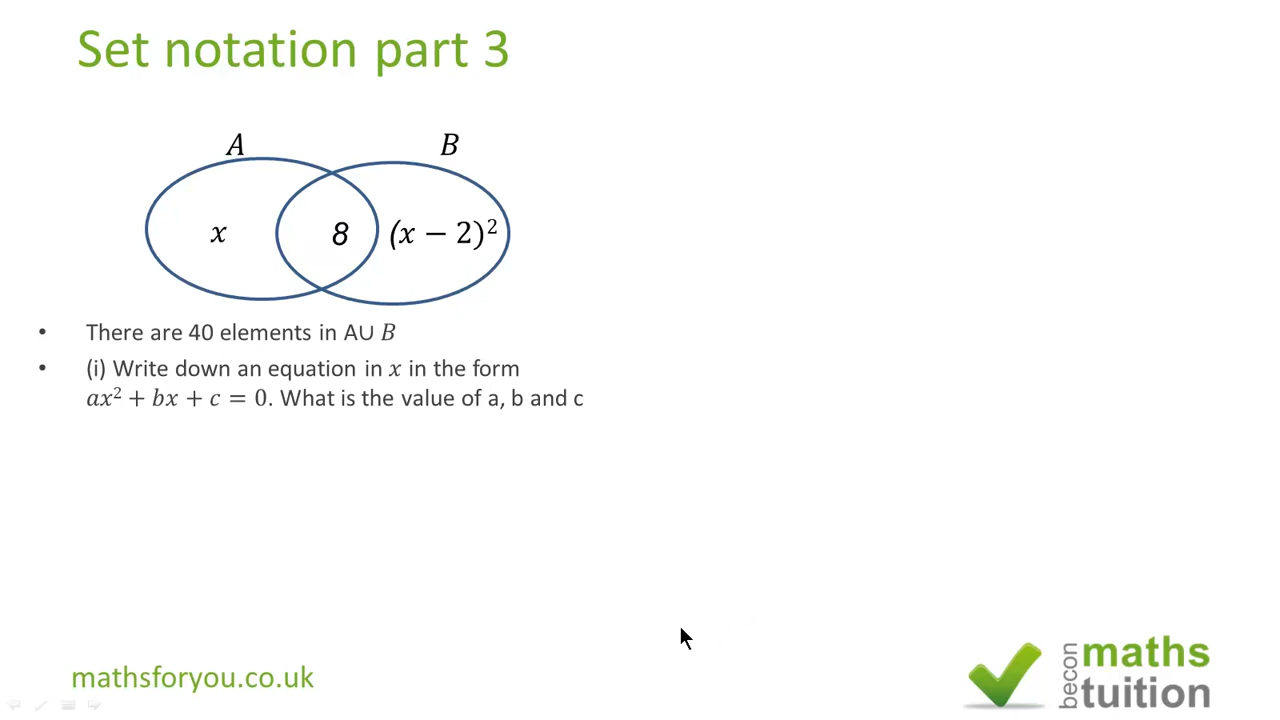 Set notation part 3
A
B
x
8
(x − 2)²
• There are 40 elements in AU B
• (i) Write down an equation in x in the form
ax² + bx + c = 0. What is the value of a, b and c
mathsforyou.co.uk
becon
maths
tuition